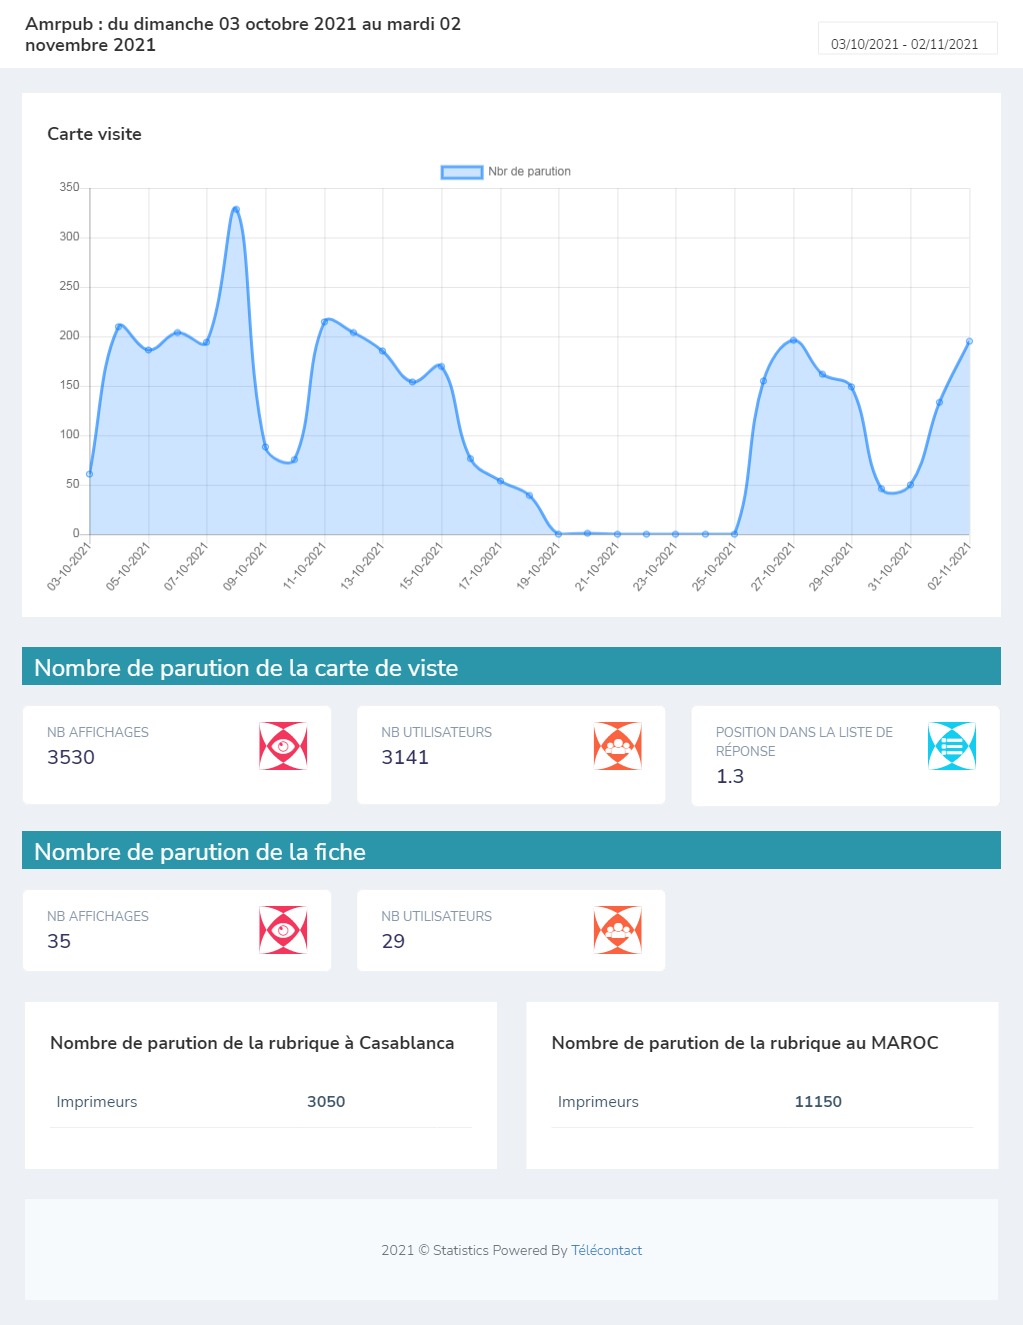 Amrpub : du dimanche 03 octobre 2021 au mardi 02
novembre 2021
03/10/2021 - 02/11/2021
Carte visite
Nbr de parution
350
300
250
200
150
100
50
0
03-10-2021
05-10-2021
07-10-2021
09-10-2021
11-10-2021
13-10-2021
15-10-2021
17-10-2021
19-10-2021
21-10-2021
23-10-2021
25-10-2021
27-10-2021
29-10-2021
31-10-2021
02-11-2021
Nombre de parution de la carte de viste
NB AFFICHAGES
3530
NB UTILISATEURS
3141
POSITION DANS LA LISTE DE
RÉPONSE
1.3
Nombre de parution de la fiche
NB AFFICHAGES
35
NB UTILISATEURS
29
Nombre de parution de la rubrique à Casablanca
Imprimeurs 3050
Nombre de parution de la rubrique au MAROC
Imprimeurs 11150
2021 © Statistics Powered By Télécontact